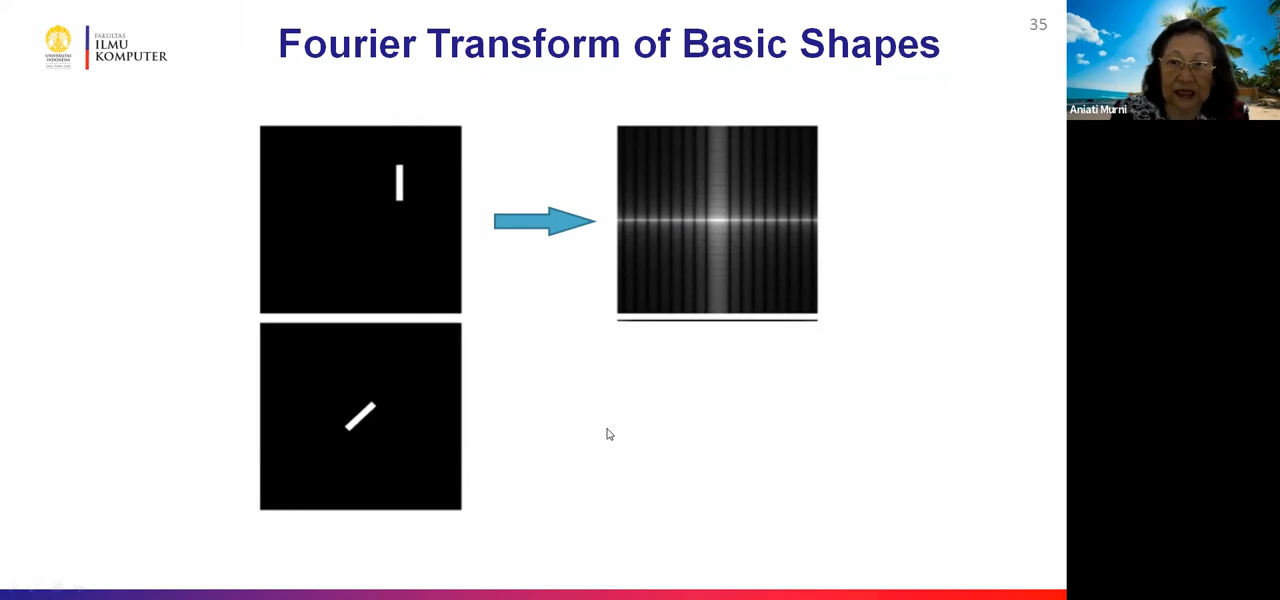 35
Fourier Transform of Basic Shapes
UNIVERSITAS
INDONESIA
FAKULTAS
ILMU
KOMPUTER
Aniati Murni